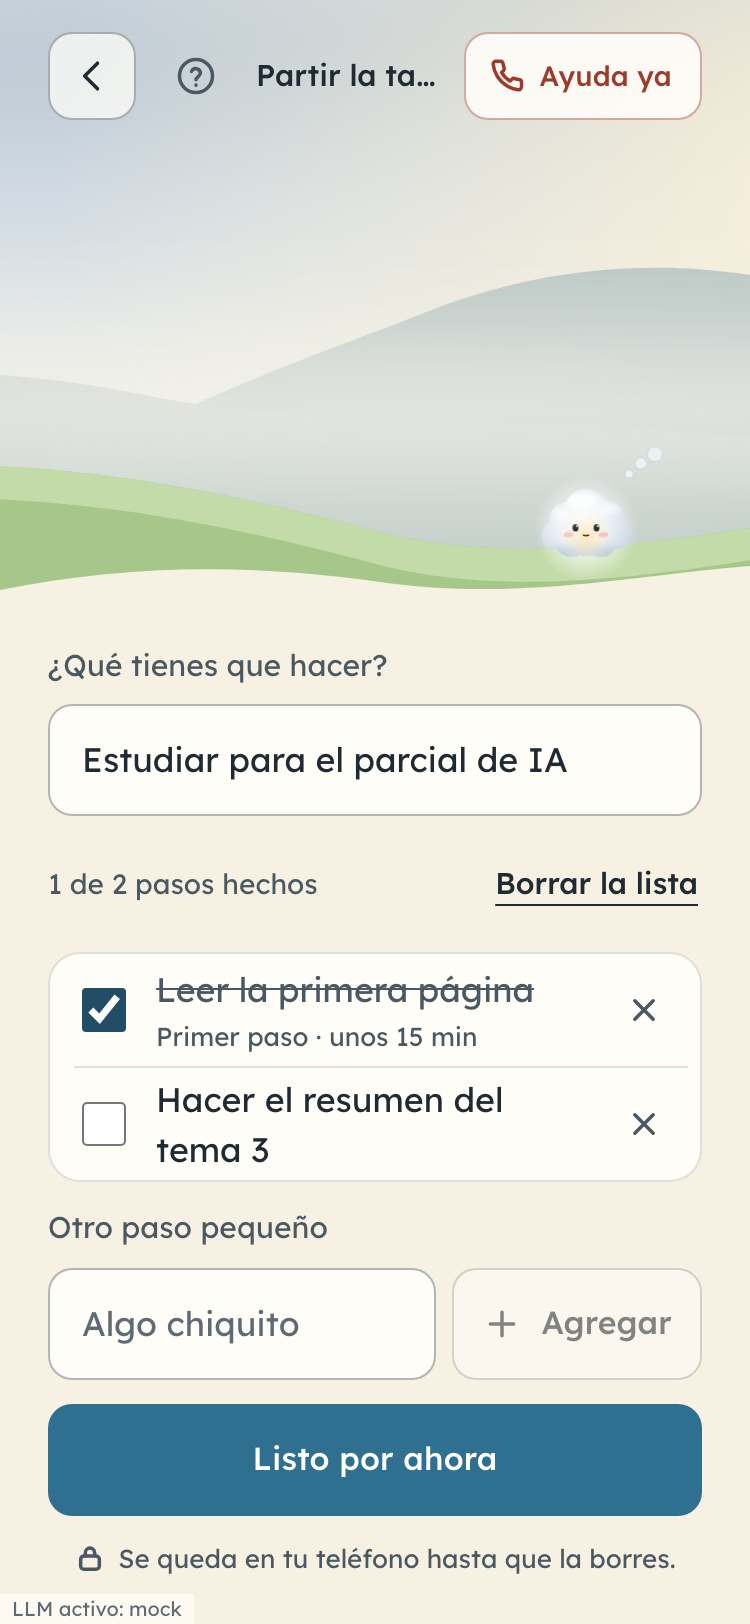 Partir la ta...
Ayuda ya
¿Qué tienes que hacer?
Estudiar para el parcial de IA
1 de 2 pasos hechos
Borrar la lista
Leer la primera página
Primer paso · unos 15 min
Hacer el resumen del
tema 3
Otro paso pequeño
Algo chiquito
Agregar
Listo por ahora
Se queda en tu teléfono hasta que la borres.
LLM activo: mock